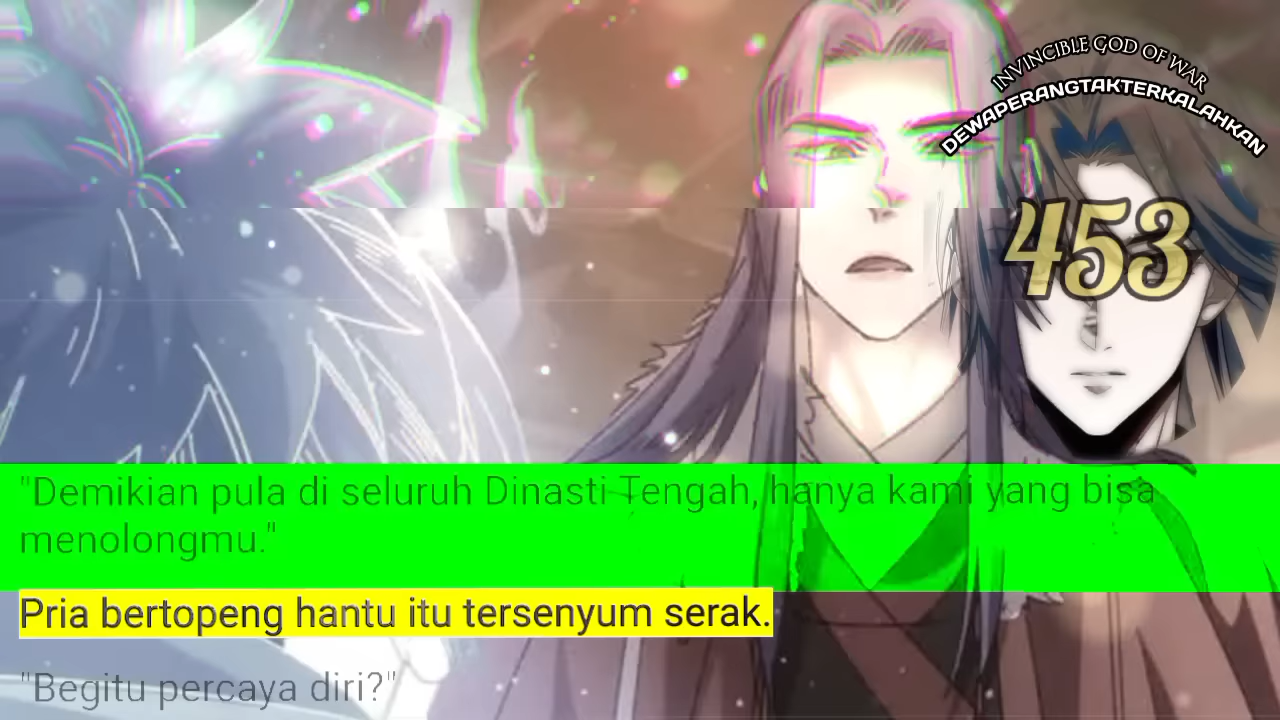 INVINCIBLE GOD OF WAR
DEWAPERANGTAKTERKALAHKAN
453
"Demikian pula di seluruh Dinasti Tengah, hanya kami yang bisa
menolongmu."
Pria bertopeng hantu itu tersenyum serak.
"Begitu percaya diri?"